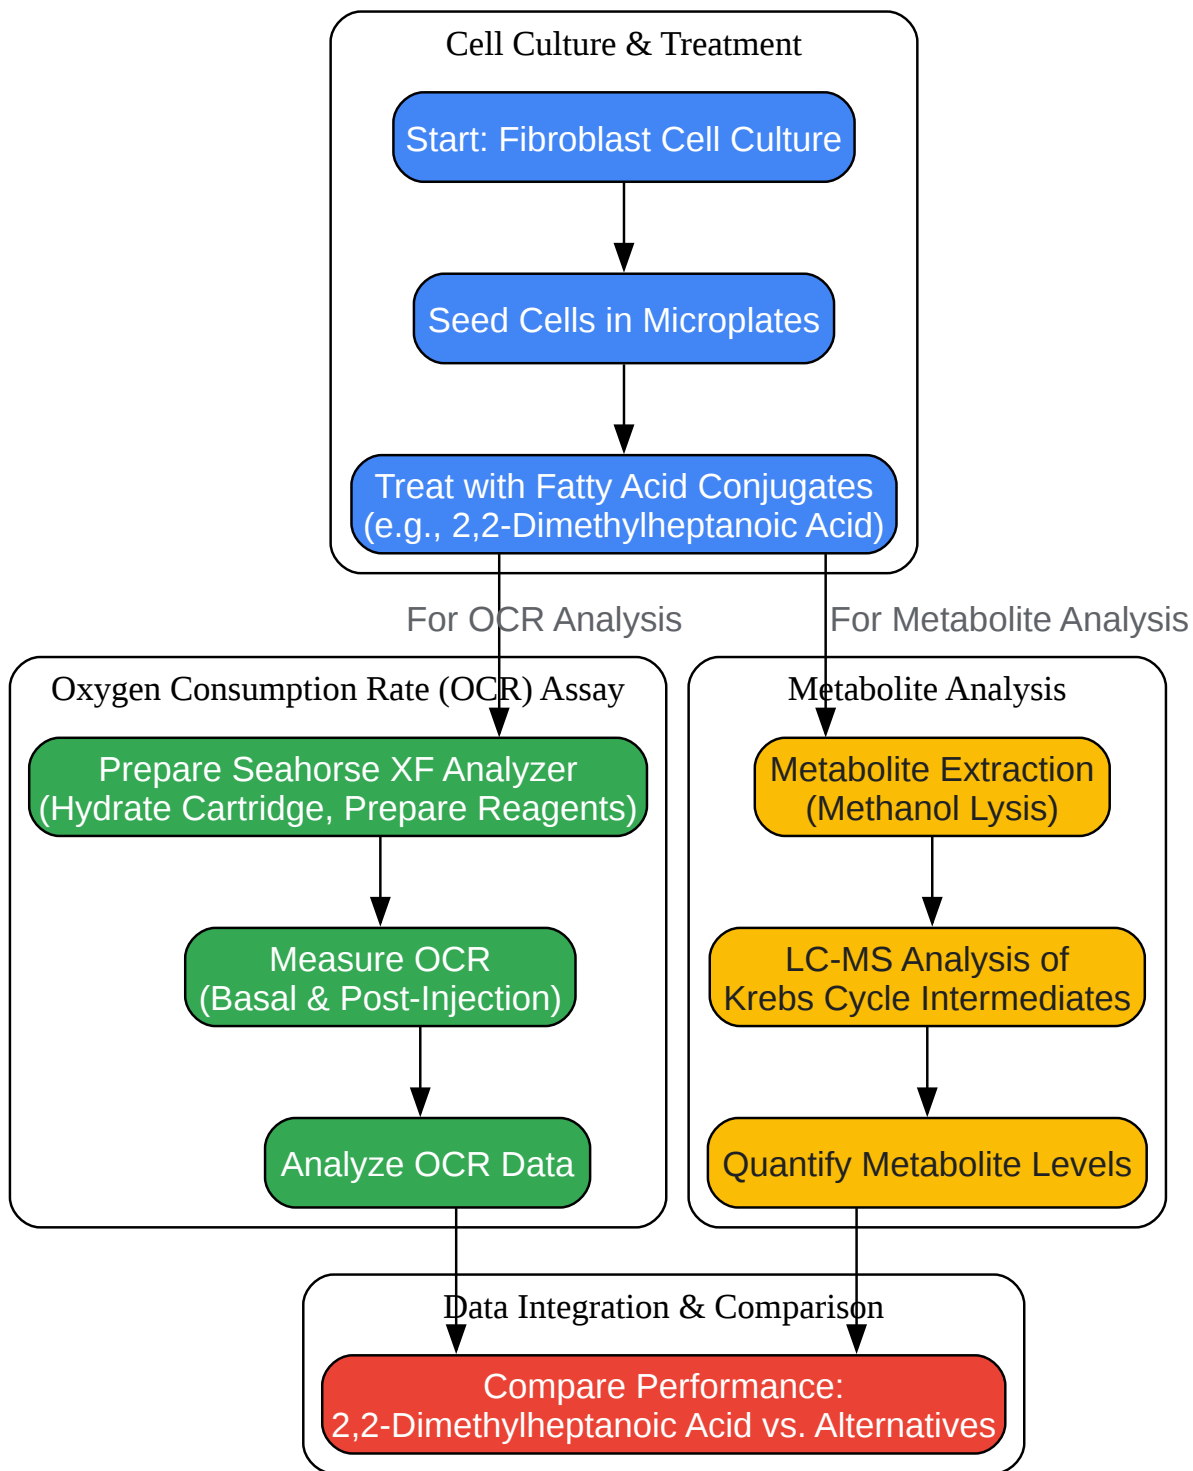 Cell Culture & Treatment
Start: Fibroblast Cell Culture
Seed Cells in Microplates
Treat with Fatty Acid Conjugates
(e.g., 2,2-Dimethylheptanoic Acid)
For OCR Analysis
For Metabolite Analysis
Oxygen Consumption Rate (OCR) Assay
Prepare Seahorse XF Analyzer
(Hydrate Cartridge, Prepare Reagents)
Measure OCR
(Basal & Post-Injection)
Analyze OCR Data
Metabolite Analysis
Metabolite Extraction
(Methanol Lysis)
LC-MS Analysis of
Krebs Cycle Intermediates
Quantify Metabolite Levels
Data Integration & Comparison
Compare Performance:
2,2-Dimethylheptanoic Acid vs. Alternatives